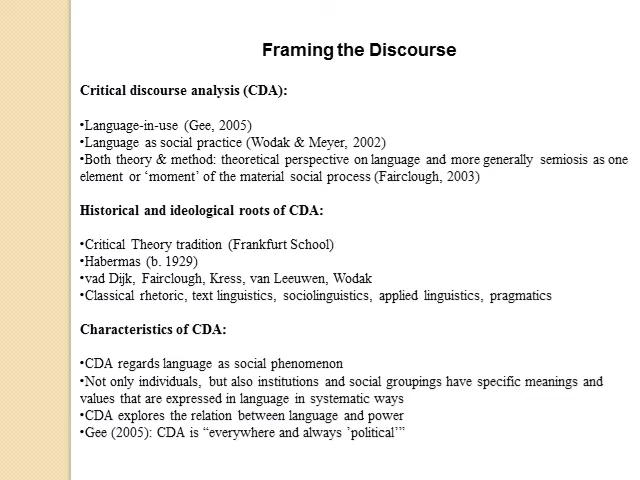 Framing the Discourse
Critical discourse analysis (CDA):
•Language-in-use (Gee, 2005)
•Language as social practice (Wodak & Meyer, 2002)
•Both theory & method: theoretical perspective on language and more generally semiosis as one
element or ‘moment’ of the material social process (Fairclough, 2003)
Historical and ideological roots of CDA:
•Critical Theory tradition (Frankfurt School)
•Habermas (b. 1929)
•vad Dijk, Fairclough, Kress, van Leeuwen, Wodak
•Classical rhetoric, text linguistics, sociolinguistics, applied linguistics, pragmatics
Characteristics of CDA:
•CDA regards language as social phenomenon
•Not only individuals, but also institutions and social groupings have specific meanings and
values that are expressed in language in systematic ways
•CDA explores the relation between language and power
•Gee (2005): CDA is “everywhere and always ’political’”